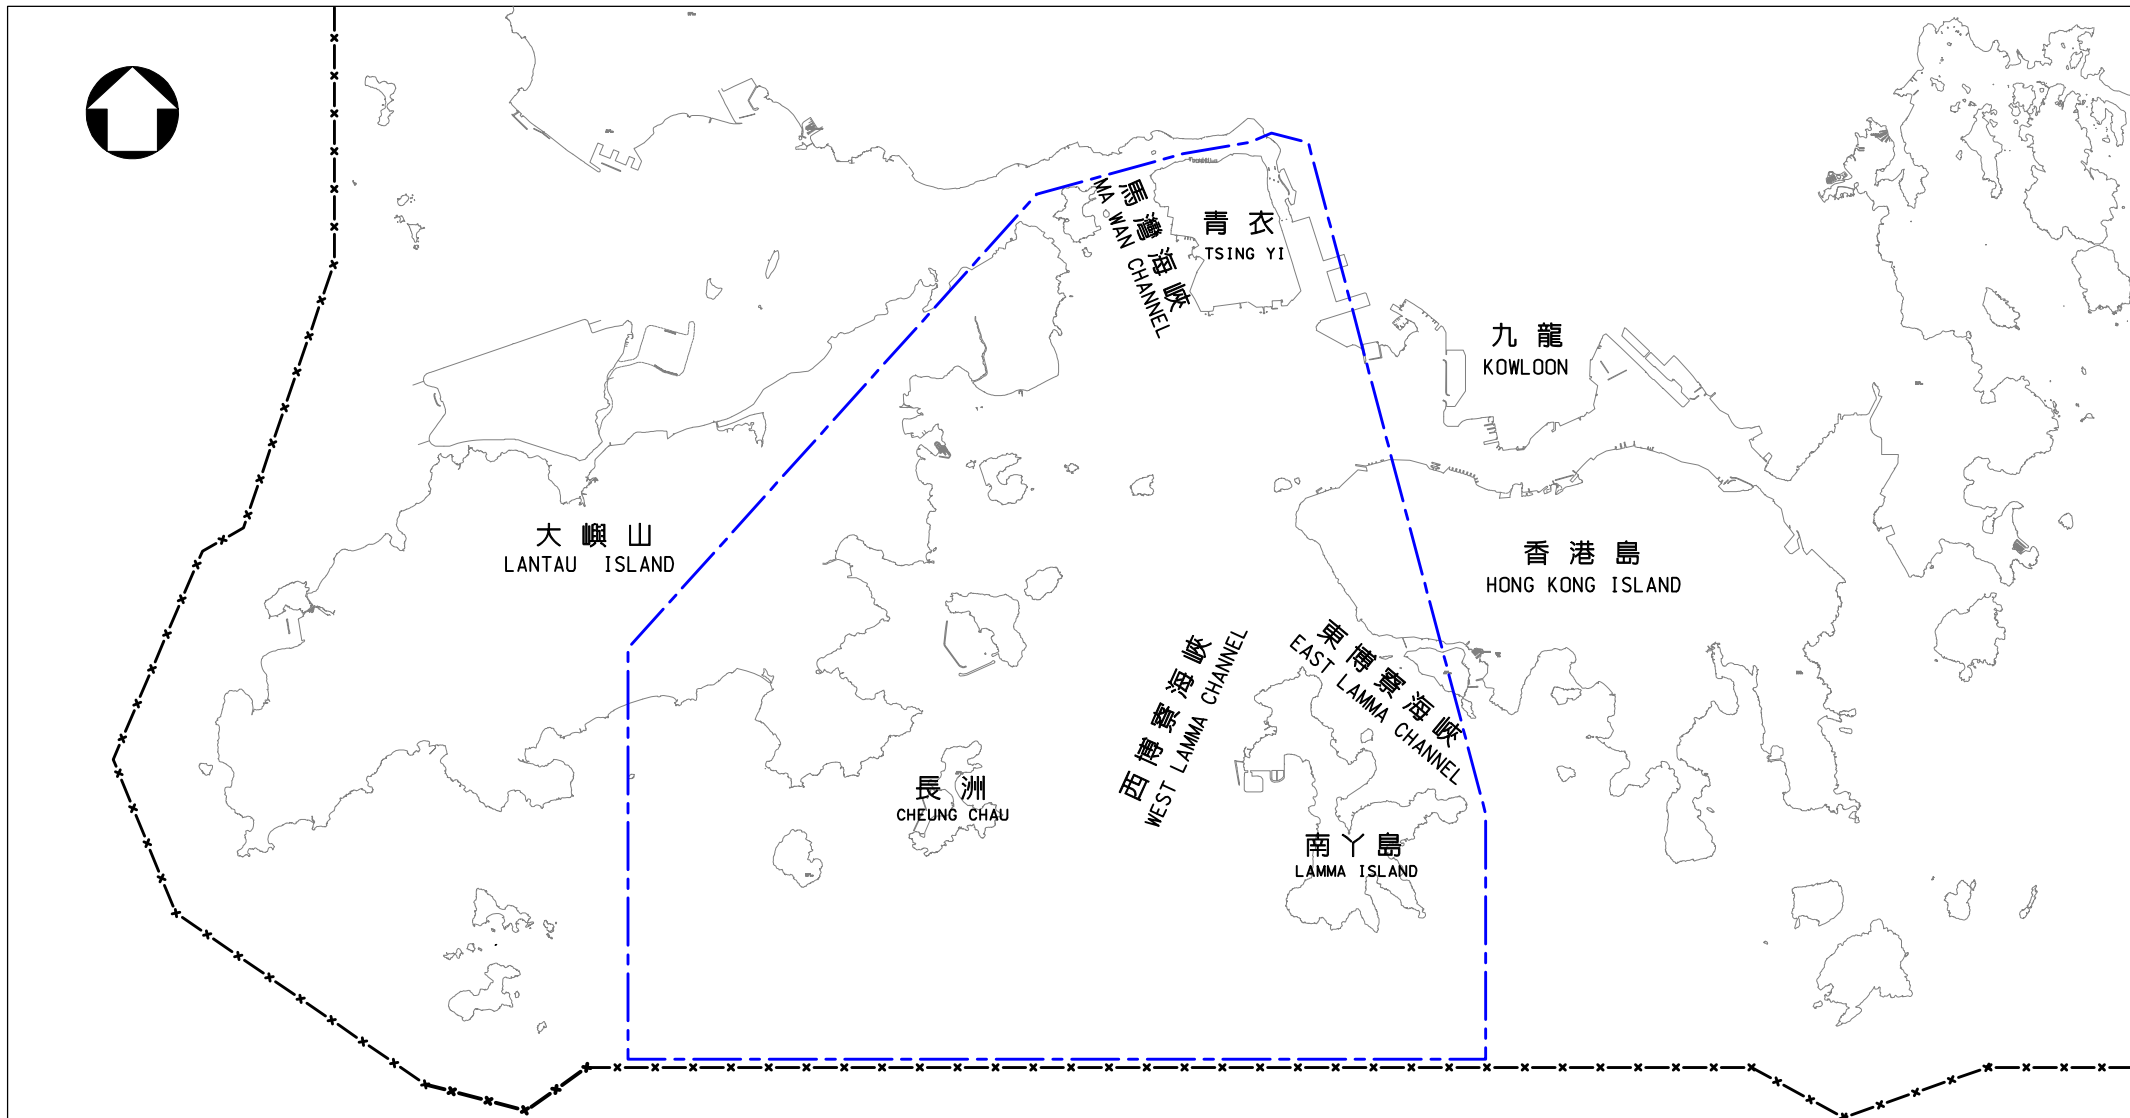 馬灣海峽
MA WAN CHANNEL
青衣
TSING YI
九龍
KOWLOON
大嶼山
LANTAU ISLAND
香港島
HONG KONG ISLAND
西博寮海峽
WEST LAMMA CHANNEL
東博寮海峽
EAST LAMMA CHANNEL
長洲
CHEUNG CHAU
南丫島
LAMMA ISLAND